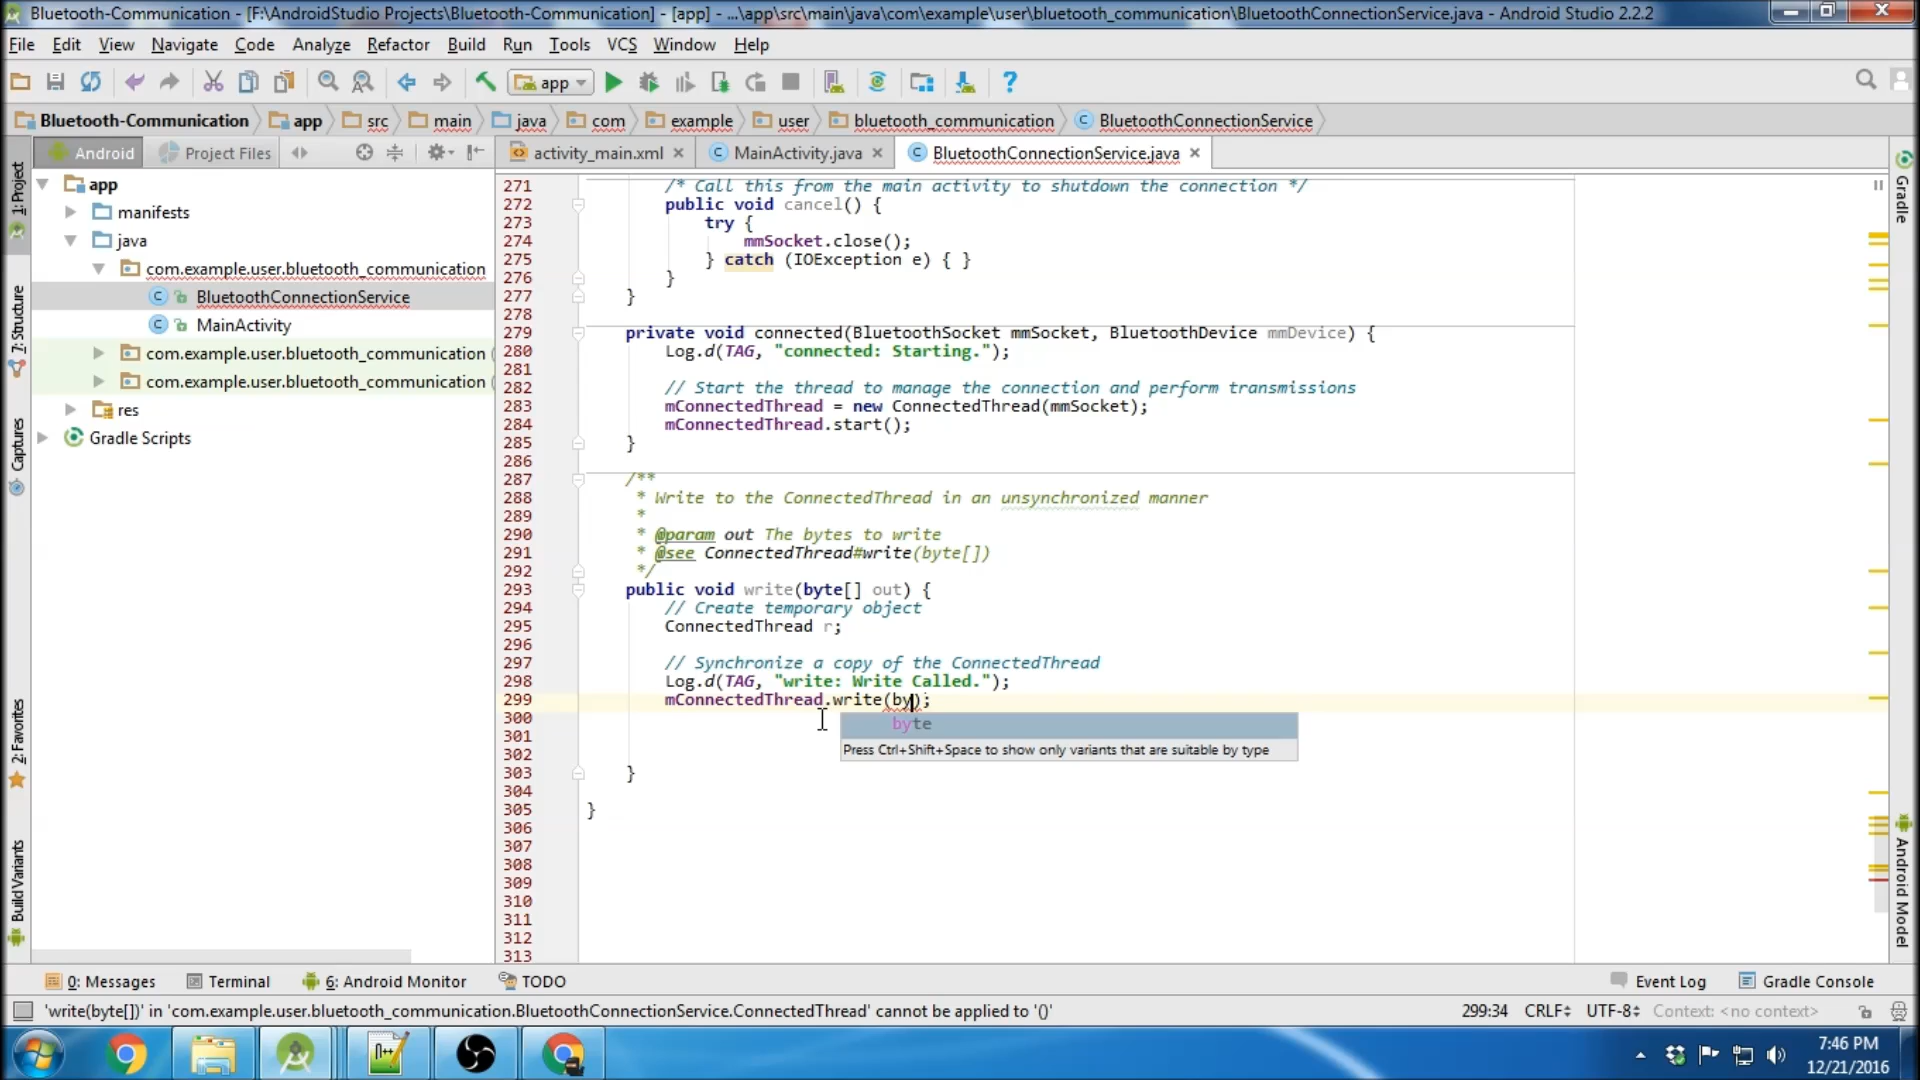 Bluetooth-Communication - [F:\AndroidStudio Projects\Bluetooth-Communication] - [app] - ...\app\src\main\java\com\example\user\bluetooth_communication\BluetoothConnectionService.java - Android Studio 2.2.2
File Edit View Navigate Code Analyze Refactor Build Run Tools VCS Window Help
app
Bluetooth-Communication app src main java com example user bluetooth_communication BluetoothConnectionService
Android Project Files activity_main.xml MainActivity.java BluetoothConnectionService.java
1: Project
7: Structure
Captures
2: Favorites
Build Variants
app
manifests
java
com.example.user.bluetooth_communication
BluetoothConnectionService
MainActivity
com.example.user.bluetooth_communication (
com.example.user.bluetooth_communication (
res
Gradle Scripts
271 /* Call this from the main activity to shutdown the connection */
272 public void cancel() {
273 try {
274 mmSocket.close();
275 } catch (IOException e) { }
276 }
277 }
278
279 private void connected(BluetoothSocket mmSocket, BluetoothDevice mmDevice) {
280 Log.d(TAG, "connected: Starting.");
281
282 // Start the thread to manage the connection and perform transmissions
283 mConnectedThread = new ConnectedThread(mmSocket);
284 mConnectedThread.start();
285 }
286
287 /**
288 * Write to the ConnectedThread in an unsynchronized manner
289 *
290 * @param out The bytes to write
291 * @see ConnectedThread#write(byte[])
292 */
293 public void write(byte[] out) {
294 // Create temporary object
295 ConnectedThread r;
296
297 // Synchronize a copy of the ConnectedThread
298 Log.d(TAG, "write: Write Called.");
299 mConnectedThread.write(by);
300
byte
301
Press Ctrl+Shift+Space to show only variants that are suitable by type
302
303 }
304
305 }
306
307
308
309
310
311
312
313
Gradle
Android Model
0: Messages Terminal 6: Android Monitor TODO Event Log Gradle Console
'write(byte[])' in 'com.example.user.bluetooth_communication.BluetoothConnectionService.ConnectedThread' cannot be applied to '()' 299:34 CRLF UTF-8 Context: <no context>
7:46 PM
12/21/2016